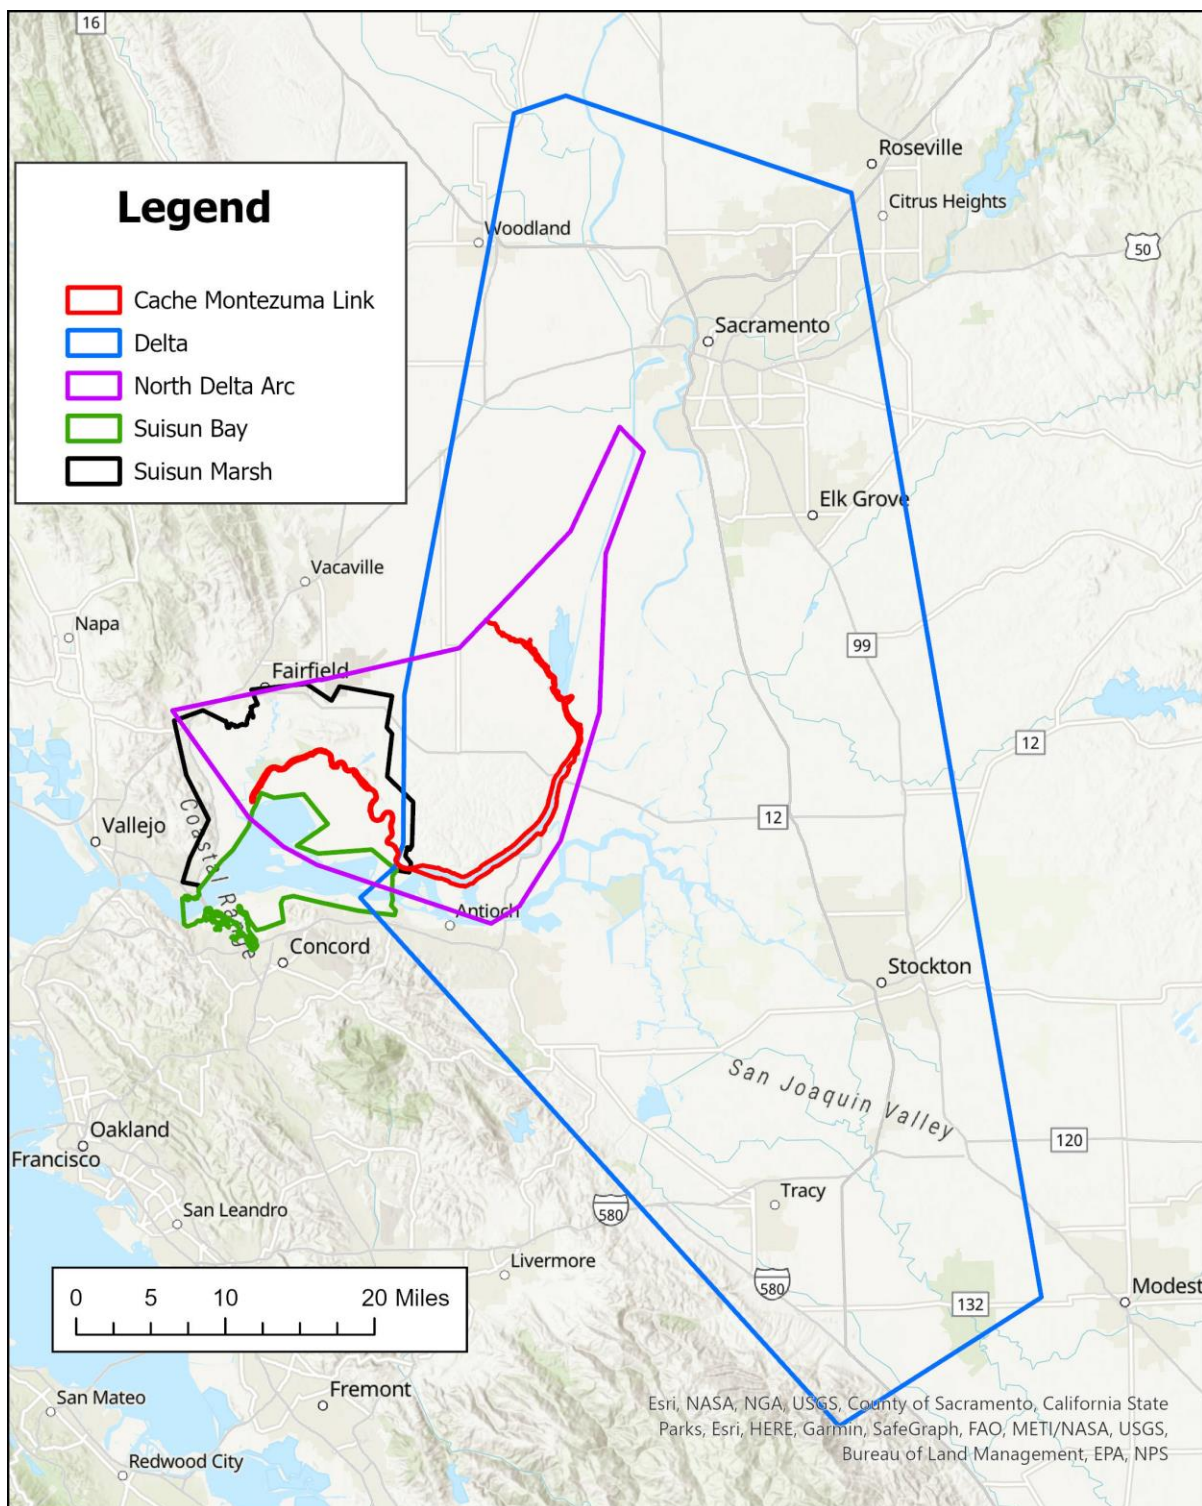 16
Roseville
Legend
Citrus Heights
Woodland
50
Cache Montezuma Link
Sacramento
Delta
North Delta Arc
Suisun Bay
Suisun Marsh
Elk Grove
Vacaville
Napa
99
Fairfield
12
12
Vallejo
Coastal Range
Antioch
Concord
Stockton
San Joaquin Valley
Oakland
120
Francisco
Tracy
San Leandro
580
Livermore
580
0 5 10 20 Miles
132
Modest
Fremont
San Mateo
Esri, NASA, NGA, USGS, County of Sacramento, California State
Parks, Esri, HERE, Garmin, SafeGraph, FAO, METI/NASA, USGS,
Bureau of Land Management, EPA, NPS
Redwood City